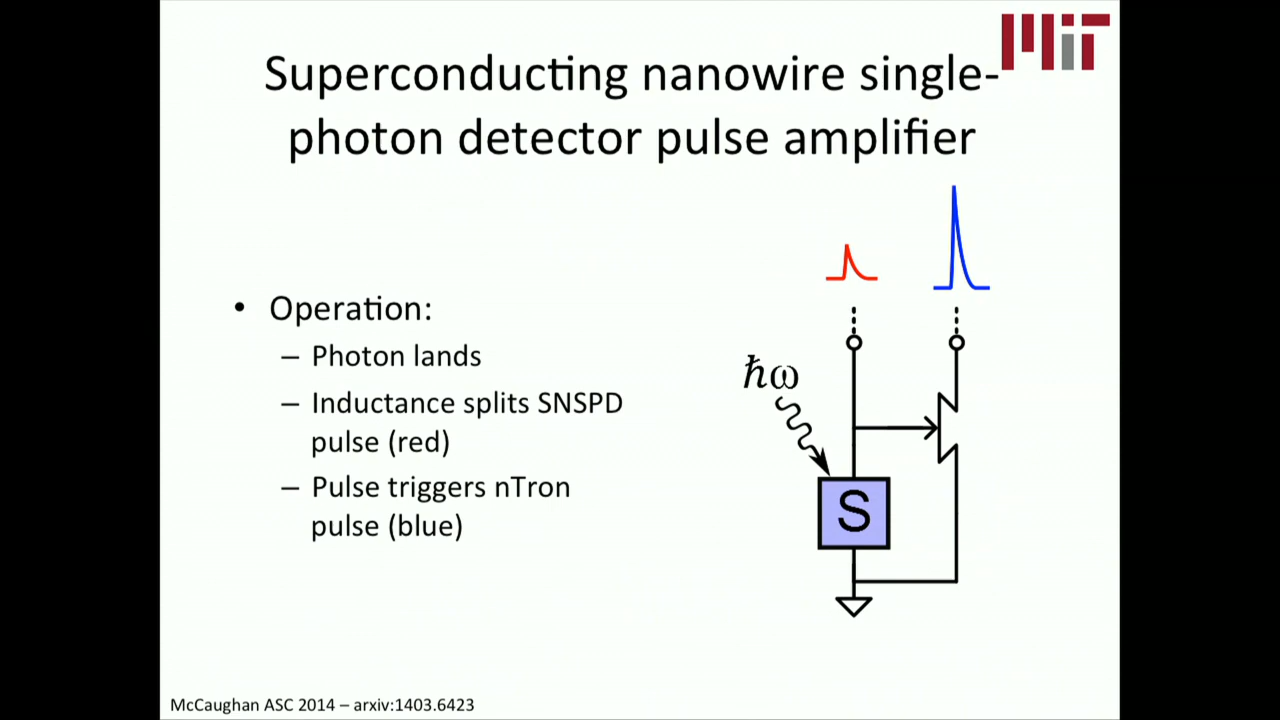 MIT
Superconducting nanowire single-
photon detector pulse amplifier
• Operation:
– Photon lands
– Inductance splits SNSPD
pulse (red)
– Pulse triggers nTron
pulse (blue)
ħω
S
McCaughan ASC 2014 – arxiv:1403.6423